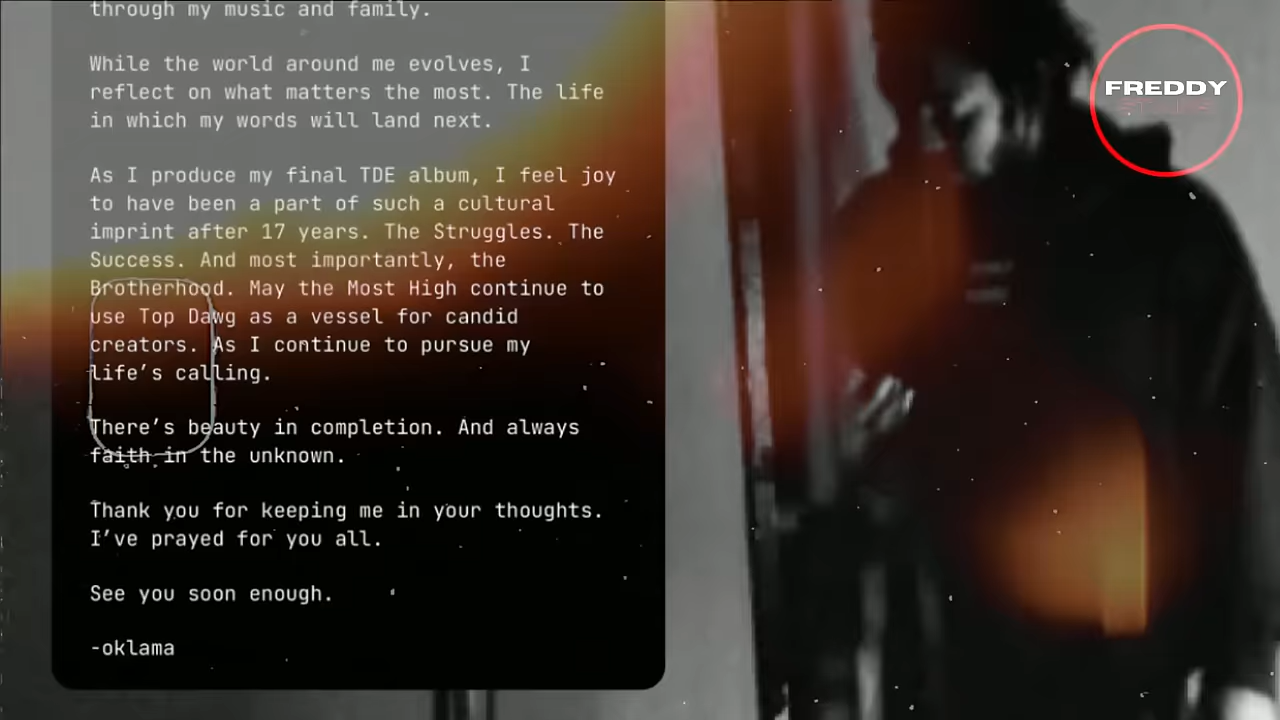 through my music and family.
While the world around me evolves, I
reflect on what matters the most. The life
in which my words will land next.
As I produce my final TDE album, I feel joy
to have been a part of such a cultural
imprint after 17 years. The Struggles. The
Success. And most importantly, the
Brotherhood. May the Most High continue to
use Top Dawg as a vessel for candid
creators. As I continue to pursue my
life’s calling.
There’s beauty in completion. And always
faith in the unknown.
Thank you for keeping me in your thoughts.
I’ve prayed for you all.
See you soon enough.
-oklama
FREDDY